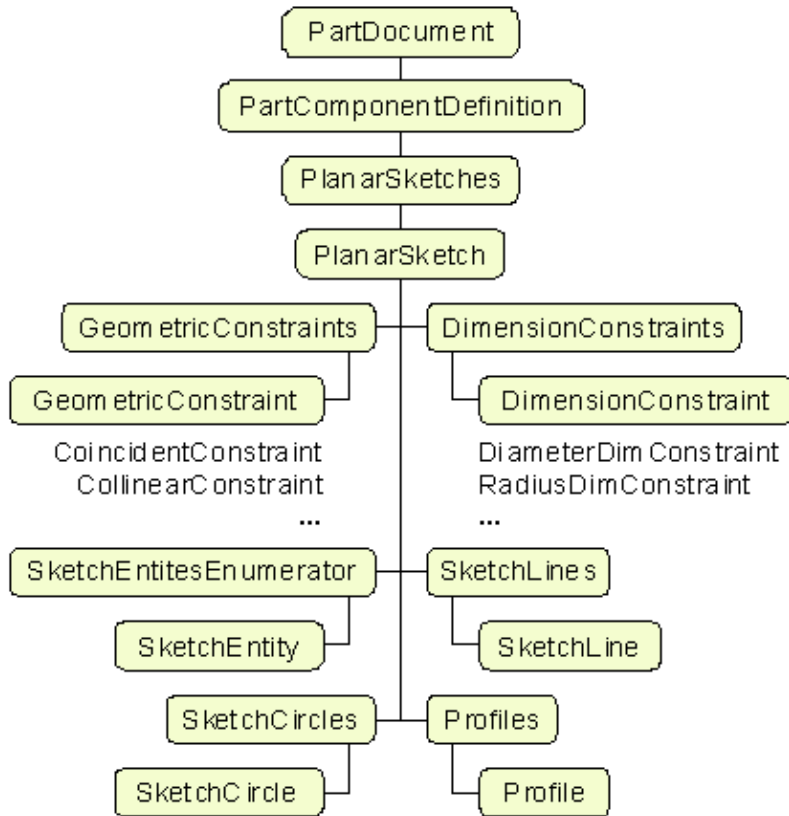 PartDocument
PartComponentDefinition
PlanarSketches
PlanarSketch
GeometricConstraints
DimensionConstraints
GeometricConstraint
DimensionConstraint
CoincidentConstraint
DiameterDimConstraint
CollinearConstraint
RadiusDimConstraint
...
...
SketchEntitesEnumerator
SketchLines
SketchEntity
SketchLine
SketchCircles
Profiles
SketchCircle
Profile